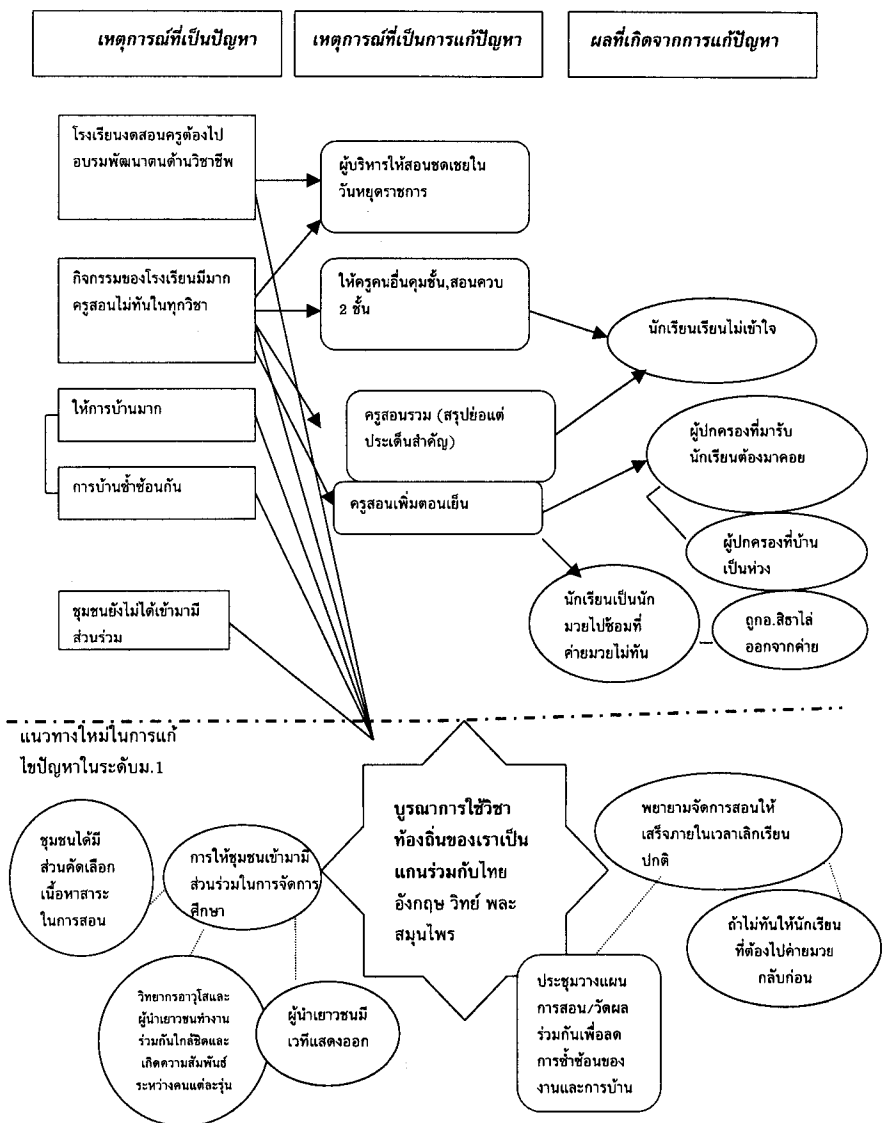 เหตุการณ์ที่เป็นปัญหา
เหตุการณ์ที่เป็นการแก้ปัญหา
ผลที่เกิดจากการแก้ปัญหา
โรงเรียนงดสอนครูต้องไป
อบรมพัฒนาตนด้านวิชาชีพ
ผู้บริหารให้สอนชดเชยใน
วันหยุดราชการ
กิจกรรมของโรงเรียนมีมาก
ครูสอนไม่ทันในทุกวิชา
ให้ครูคนอื่นคุมชั้น,สอนควบ
2 ชั้น
นักเรียนเรียนไม่เข้าใจ
ให้การบ้านมาก
ครูสอนรวม (สรุปย่อแต่
ประเด็นสำคัญ)
ผู้ปกครองที่มารับ
นักเรียนต้องมาคอย
การบ้านซ้ำซ้อนกัน
ครูสอนเพิ่มตอนเย็น
ผู้ปกครองที่บ้าน
เป็นห่วง
ชุมชนยังไม่ได้เข้ามามี
ส่วนร่วม
นักเรียนเป็นนัก
มวยไปซ้อมที่
ค่ายมวยไม่ทัน
ถูกอ.สิธาไล่
ออกจากค่าย
แนวทางใหม่ในการแก้
ไขปัญหาในระดับม.1
บูรณาการใช้วิชา
ท้องถิ่นของเราเป็น
แกนร่วมกับไทย
อังกฤษ วิทย์ พละ
สมุนไพร
พยายามจัดการสอนให้
เสร็จภายในเวลาเลิกเรียน
ปกติ
ชุมชนได้มี
ส่วนคัดเลือก
เนื้อหาสาระ
ในการสอน
การให้ชุมชนเข้ามามี
ส่วนร่วมในการจัดการ
ศึกษา
ถ้าไม่ทันให้นักเรียน
ที่ต้องไปค่ายมวย
กลับก่อน
วิทยากรอาวุโสและ
ผู้นำเยาวชนทำงาน
ร่วมกันใกล้ชิดและ
เกิดความสัมพันธ์
ระหว่างคนแต่ละรุ่น
ผู้นำเยาวชนมี
เวทีแสดงออก
ประชุมวางแผน
การสอน/วัดผล
ร่วมกันเพื่อลด
การซ้ำซ้อนของ
งานและการบ้าน